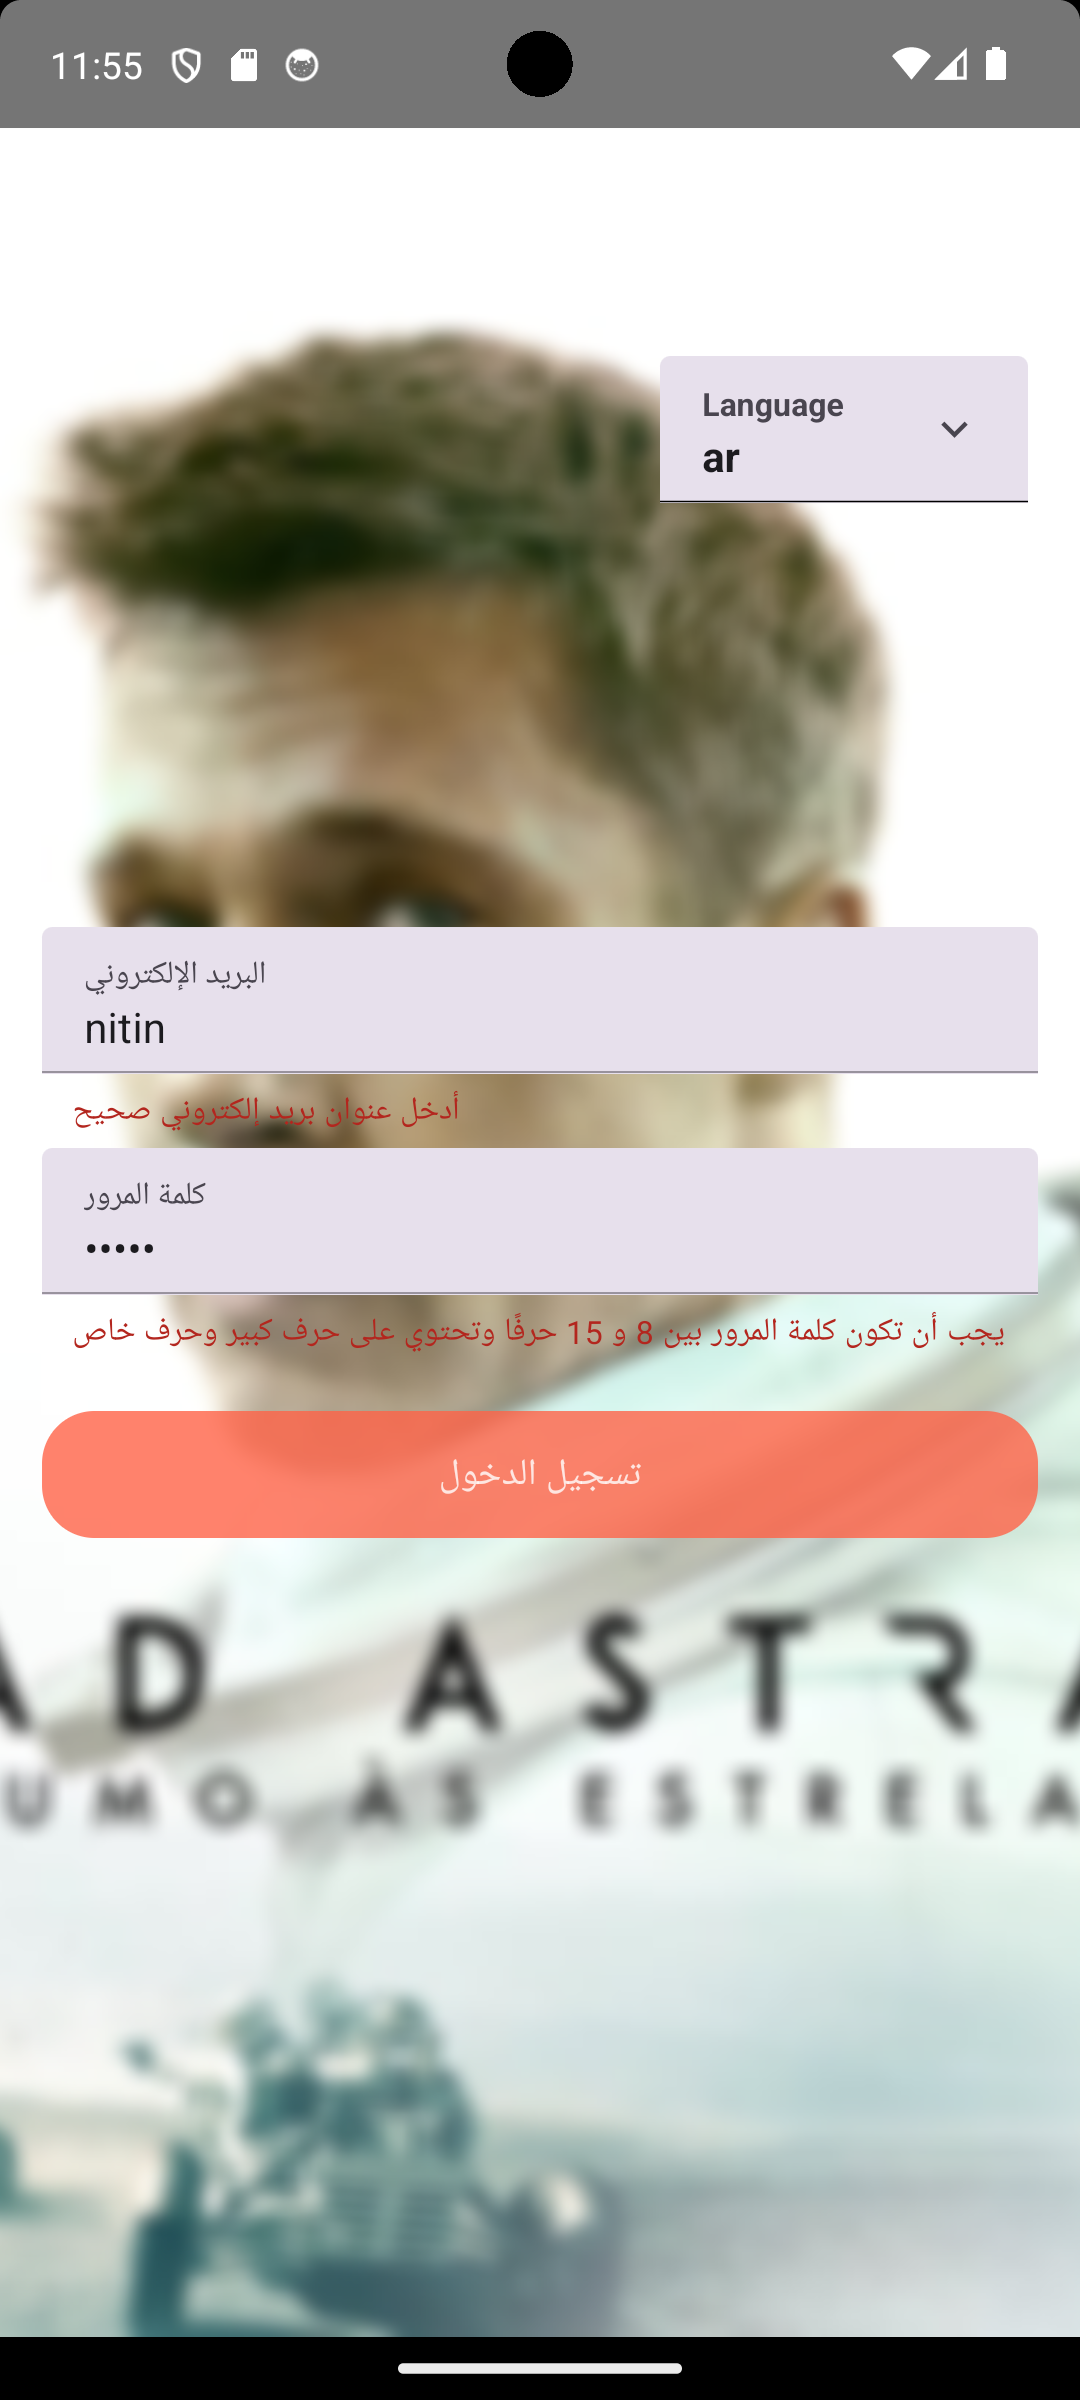 11:55
Language
ar
البريد الإلكتروني
nitin
أدخل عنوان بريد إلكتروني صحيح
كلمة المرور
•••••
يجب أن تكون كلمة المرور بين 8 و 15 حرفًا وتحتوي على حرف كبير وحرف خاص
تسجيل الدخول
AD ASTRA
UMO ÀS ESTRELA